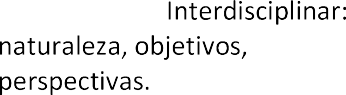 Interdisciplinar:
naturaleza, objetivos,
perspectivas.